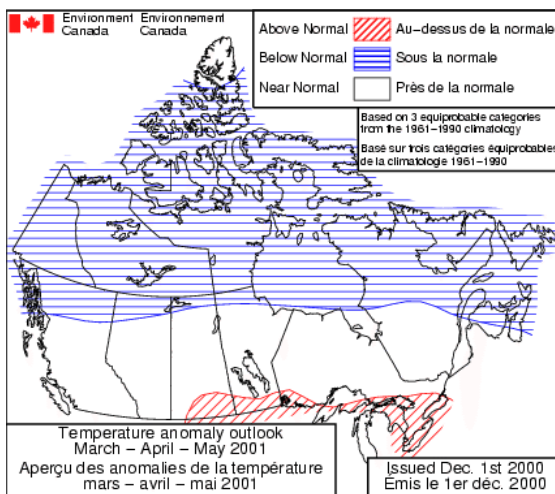 Environment Environnement
Canada Canada
Above Normal Au-dessus de la normale
Below Normal Sous la normale
Near Normal Près de la normale
Based on 3 equiprobable categories
from the 1961-1990 climatology
Basé sur trois catégories équiprobables
de la climatologie 1961-1990
Temperature anomaly outlook
March - April - May 2001
Aperçu des anomalies de la température
mars - avril - mai 2001
Issued Dec. 1st 2000
Émis le 1er déc. 2000